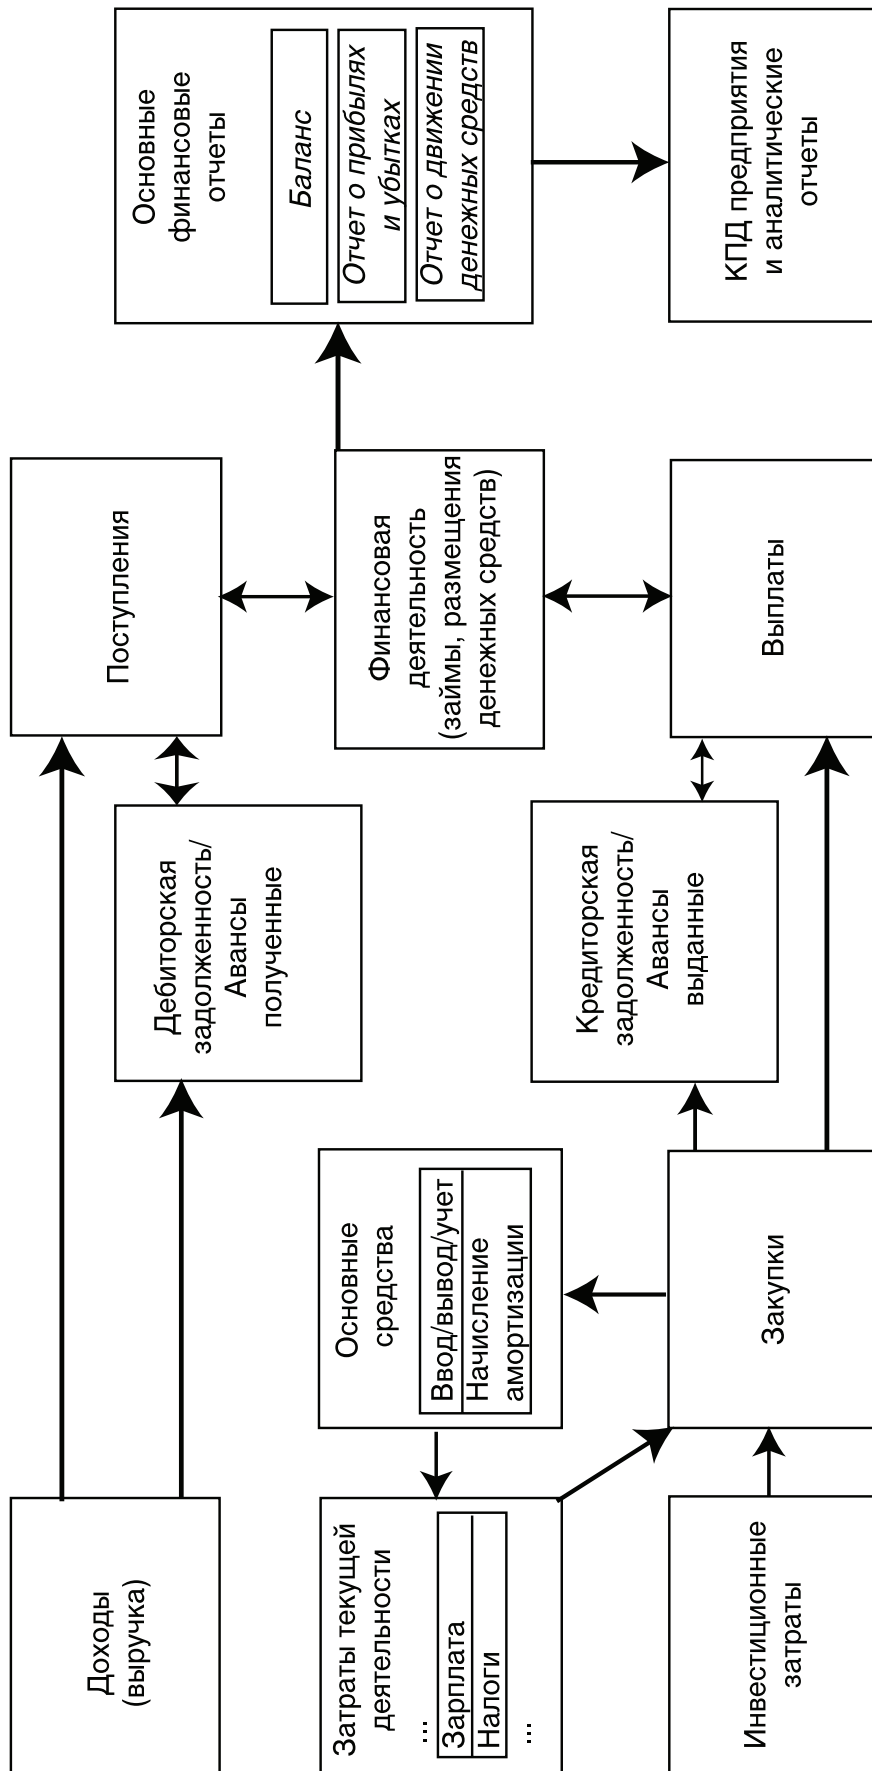 Доходы
(выручка)
Затраты текущей
деятельности
...
Зарплата
Налоги
...
Инвестиционные
затраты
Основные
средства
Ввод/вывод/учет
Начисление
амортизации
Закупки
Дебиторская
задолженность/
Авансы
полученные
Кредиторская
задолженность/
Авансы
выданные
Поступления
Финансовая
деятельность
(займы, размещения
денежных средств)
Выплаты
Основные
финансовые
отчеты
Баланс
Отчет о прибылях
и убытках
Отчет о движении
денежных средств
КПД предприятия
и аналитические
отчеты